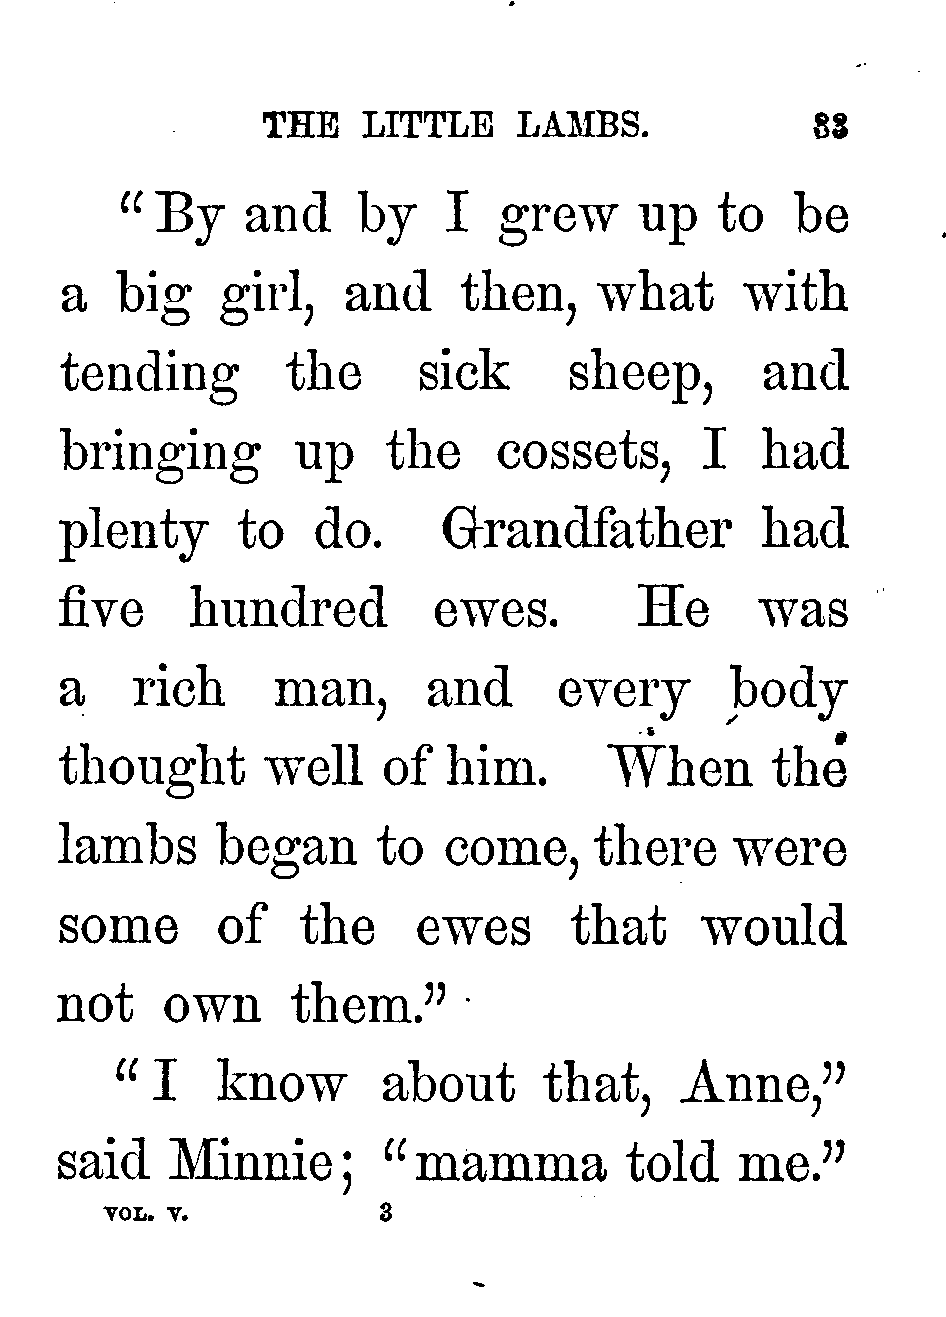 THE LITTLE LAMBS. 33
“By and by I grew up to be
a big girl, and then, what with
tending the sick sheep, and
bringing up the cossets, I had
plenty to do. Grandfather had
five hundred ewes. He was
a rich man, and every body
thought well of him. When the
lambs began to come, there were
some of the ewes that would
not own them.”
“I know about that, Anne,”
said Minnie; “mamma told me.”
VOL. V. 3